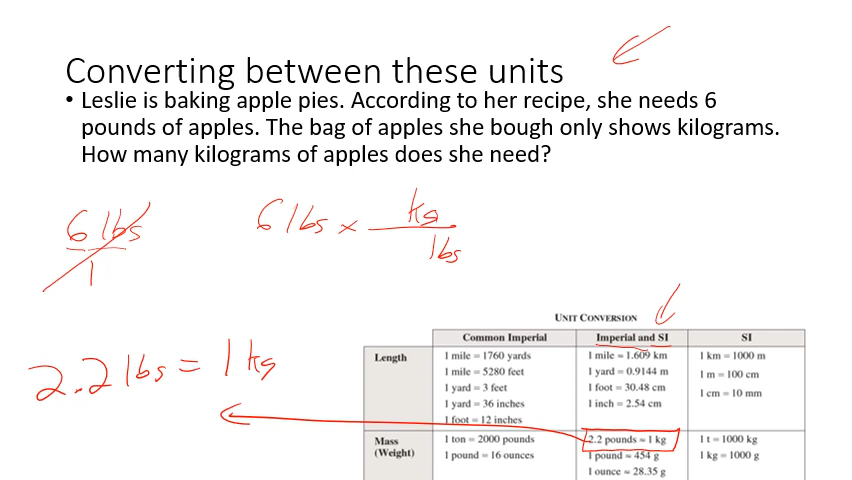 Converting between these units
• Leslie is baking apple pies. According to her recipe, she needs 6
pounds of apples. The bag of apples she bough only shows kilograms.
How many kilograms of apples does she need?
6 lbs
1
6 lbs × kg
lbs
2.2 lbs = 1 kg
UNIT CONVERSION
Common Imperial Imperial and SI SI
Length 1 mile = 1760 yards 1 mile ≈ 1.609 km 1 km = 1000 m
1 mile = 5280 feet 1 yard ≈ 0.9144 m 1 m = 100 cm
1 yard = 3 feet 1 foot ≈ 30.48 cm 1 cm = 10 mm
1 yard = 36 inches 1 inch ≈ 2.54 cm
1 foot = 12 inches
Mass (Weight) 1 ton = 2000 pounds 2.2 pounds ≈ 1 kg 1 t = 1000 kg
1 pound = 16 ounces 1 pound ≈ 454 g 1 kg = 1000 g
1 ounce ≈ 28.35 g